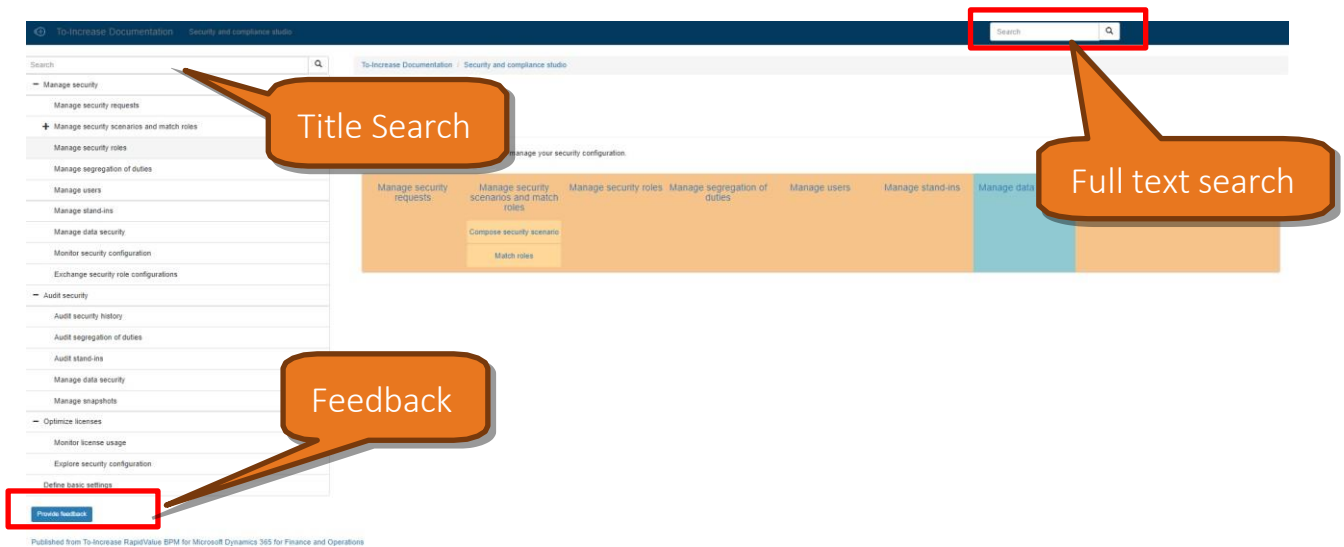 To-Increase Documentation Security and compliance studio
Search
Search
To-Increase Documentation / Security and compliance studio
Manage security
Manage security requests
Manage security scenarios and match roles
Manage security roles
Manage segregation of duties
Manage users
Manage stand-ins
Manage data security
Monitor security configuration
Exchange security role configurations
Audit security
Audit security history
Audit segregation of duties
Audit stand-ins
Manage data security
Manage snapshots
Optimize licenses
Monitor license usage
Explore security configuration
Define basic settings
Provide feedback
Published from To-Increase RapidValue BPM for Microsoft Dynamics 365 for Finance and Operations
Title Search
manage your security configuration.
Manage security
requests
Manage security
scenarios and match
roles
Compose security scenario
Match roles
Manage security roles
Manage segregation of
duties
Manage users
Manage stand-ins
Manage data
Full text search
Feedback